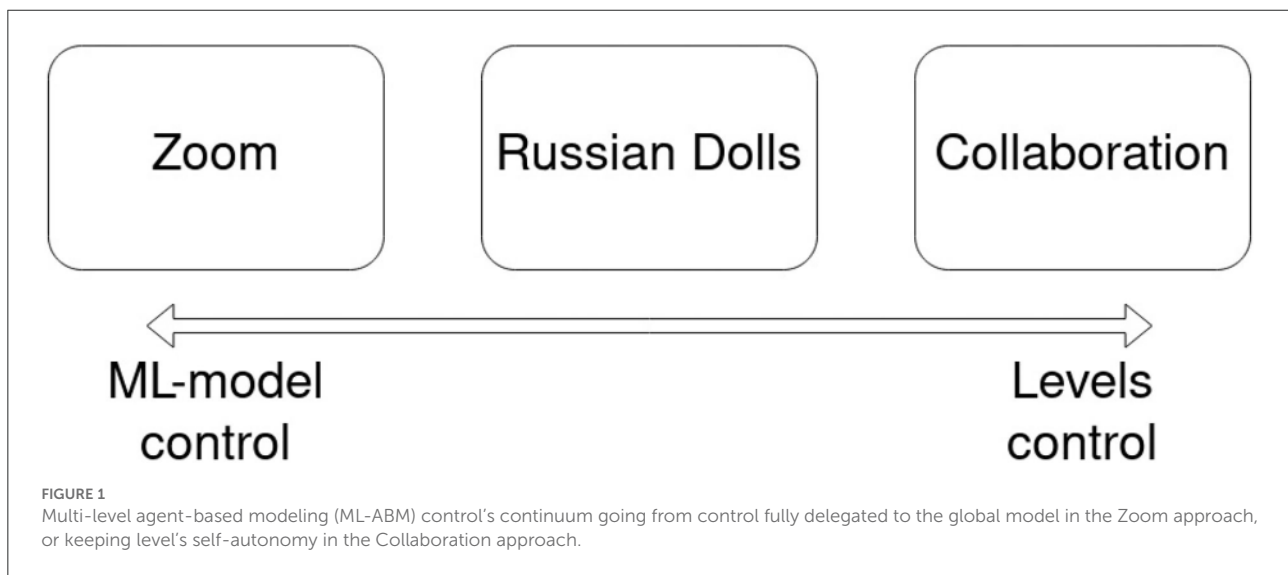 Zoom
Russian Dolls
Collaboration
ML-model
control
Levels
control
FIGURE 1
Multi-level agent-based modeling (ML-ABM) control's continuum going from control fully delegated to the global model in the Zoom approach,
or keeping level's self-autonomy in the Collaboration approach.